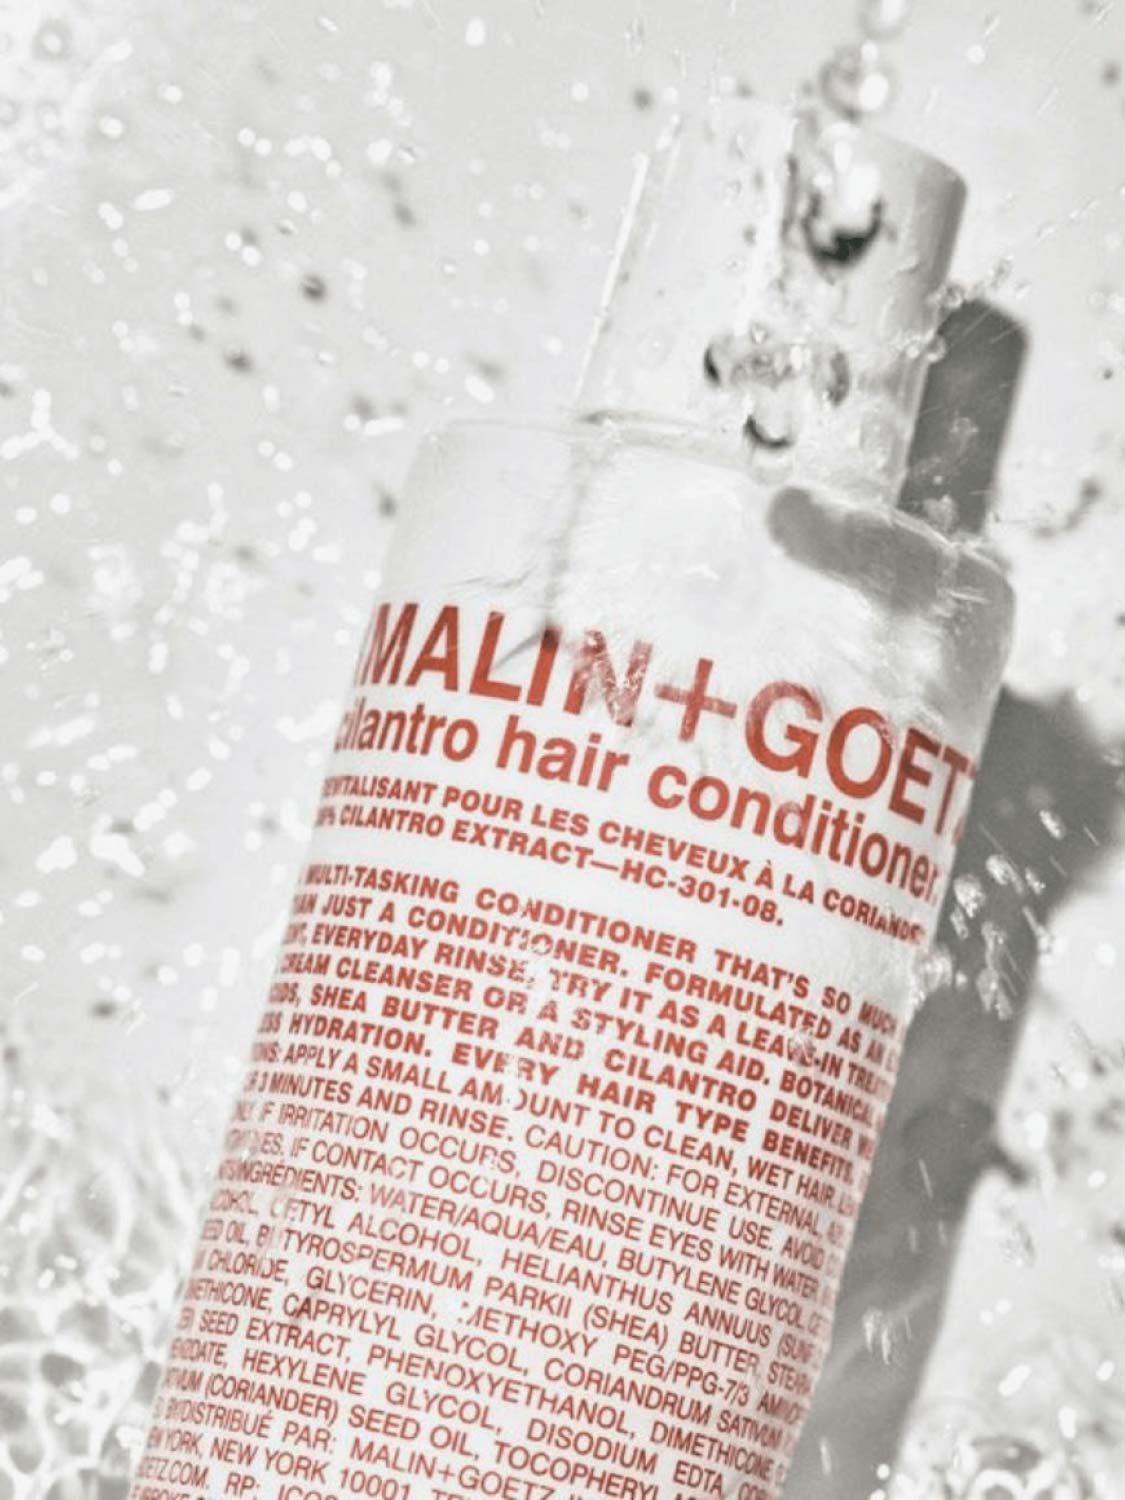 MALIN+GOETZ
cilantro hair conditioner.
REVITALISANT POUR LES CHEVEUX À LA CORIANDRE
CILANTRO EXTRACT—HC-301-08.
MULTI-TASKING CONDITIONER THAT'S SO MUCH
JUST A CONDITIONER. FORMULATED AS AN
EVERYDAY RINSE, TRY IT AS A LEAVE-IN
CREAM CLEANSER OR A STYLING AID. BOTANICAL
SHEA BUTTER AND CILANTRO DELIVER
HYDRATION. EVERY HAIR TYPE BENEFITS.
APPLY A SMALL AMOUNT TO CLEAN, WET HAIR.
3 MINUTES AND RINSE. CAUTION: FOR EXTERNAL
IF IRRITATION OCCURS, DISCONTINUE USE. AVOID
IF CONTACT OCCURS, RINSE EYES WITH WATER
INGRÉDIENTS: WATER/AQUA/EAU, BUTYLENE GLYCOL,
CETYL ALCOHOL, HELIANTHUS ANNUUS
SEED OIL, BUTYROSPERMUM PARKII (SHEA) BUTTER,
CHLORIDE, GLYCERIN, METHOXY PEG/PPG-7/3
CAPRYLYL GLYCOL, CORIANDRUM SATIVUM
SEED EXTRACT, PHENOXYETHANOL, DIMETHICONE
HEXYLENE GLYCOL, DISODIUM EDTA,
(CORIANDER) SEED OIL, TOCOPHERYL
BY/DISTRIBUÉ PAR: MALIN+GOETZ
YORK, NEW YORK 10001
RP: